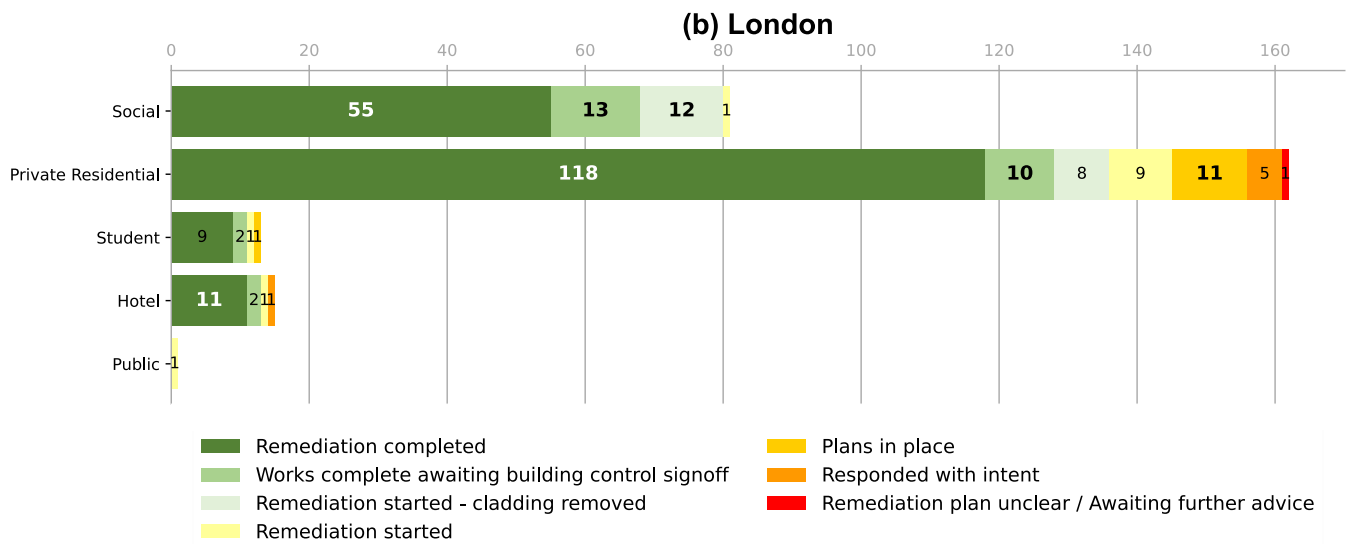 (b) London
0 20 40 60 80 100 120 140 160
Social 55 13 12 1
Private Residential 118 10 8 9 11 5 1
Student 9 2 1 1
Hotel 11 2 1 1
Public 1
Remediation completed
Works complete awaiting building control signoff
Remediation started - cladding removed
Remediation started
Plans in place
Responded with intent
Remediation plan unclear / Awaiting further advice